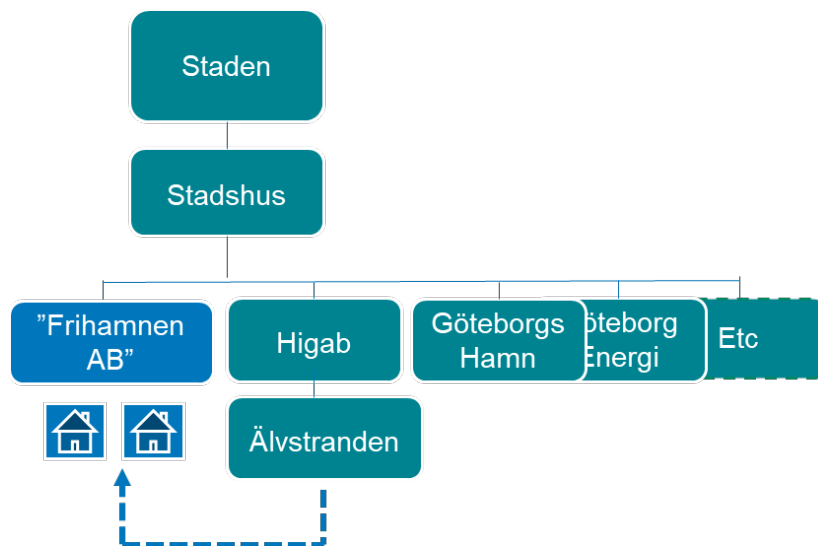 Staden
Stadshus
”Frihamnen
AB”
Higab
Göteborgs
Hamn
öteborg
Energi
Etc
Älvstranden